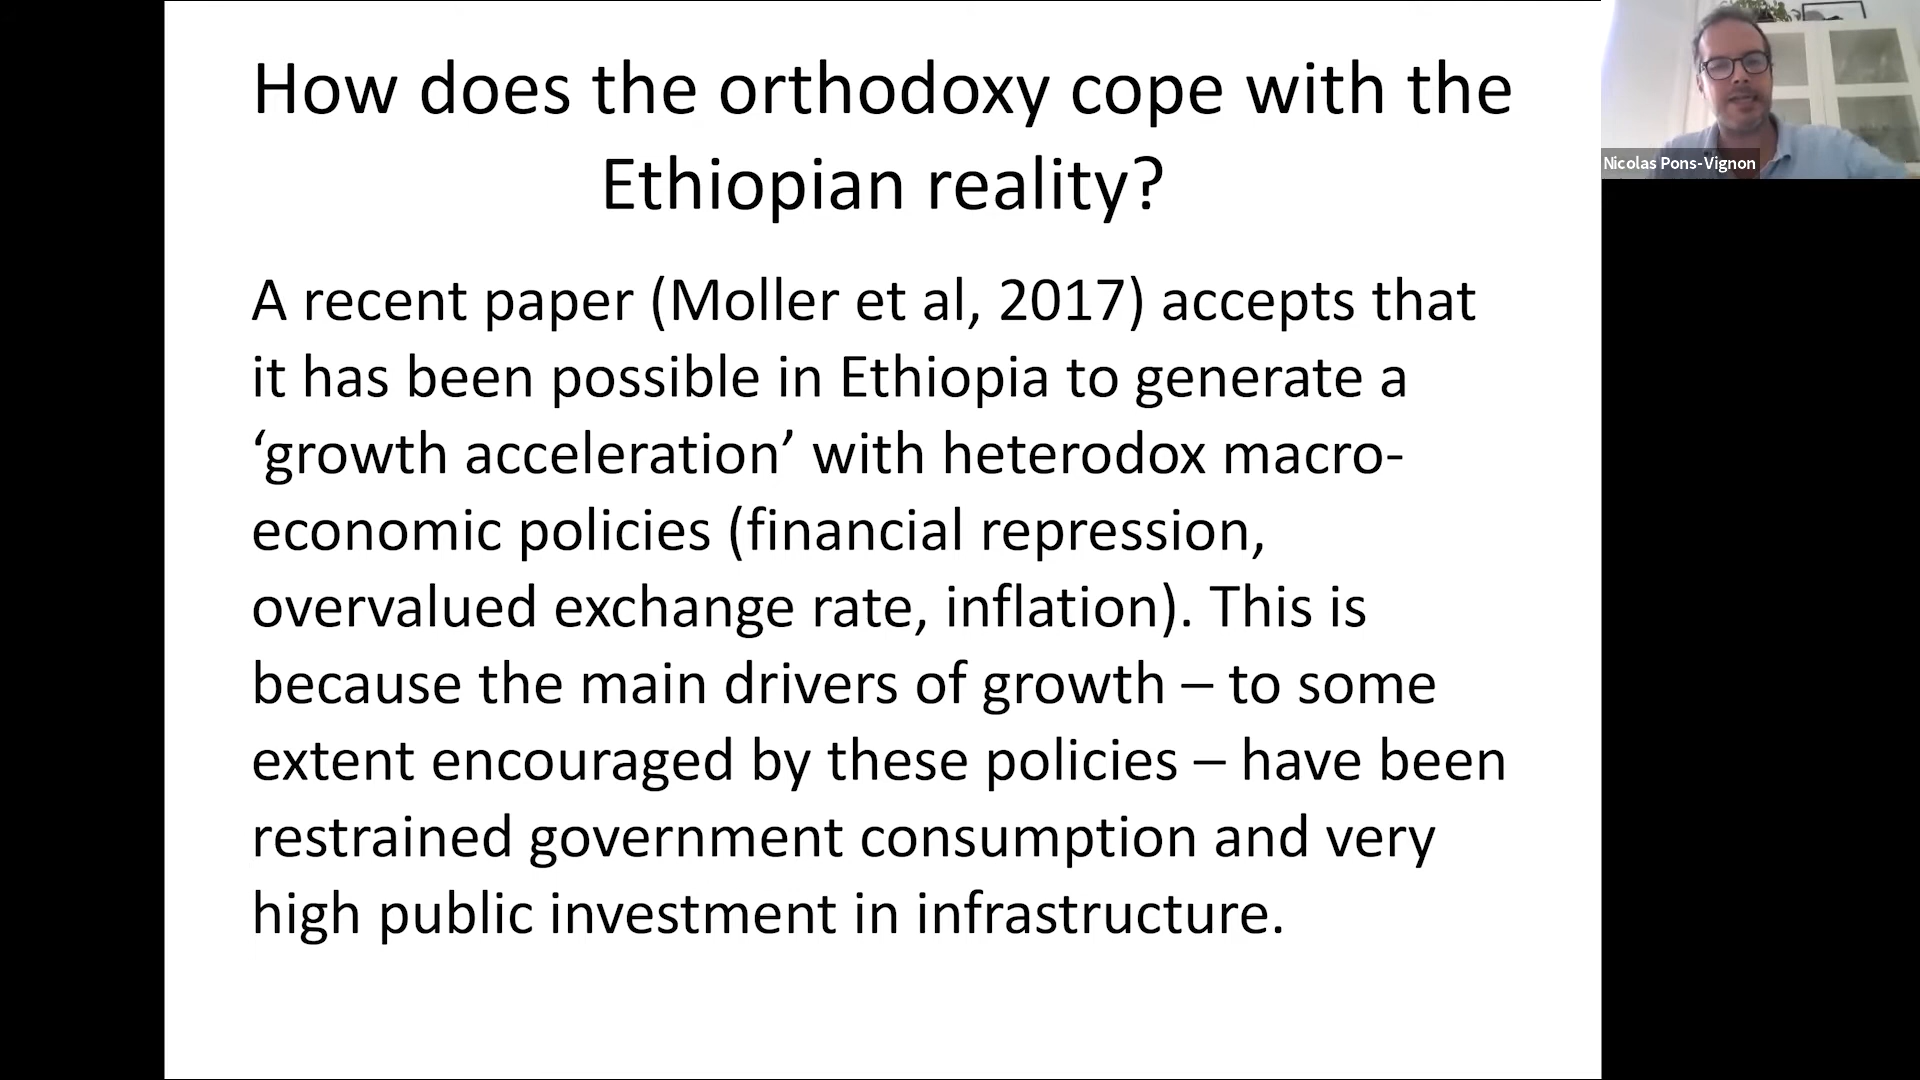 How does the orthodoxy cope with the
Ethiopian reality?
A recent paper (Moller et al, 2017) accepts that
it has been possible in Ethiopia to generate a
‘growth acceleration’ with heterodox macro-
economic policies (financial repression,
overvalued exchange rate, inflation). This is
because the main drivers of growth – to some
extent encouraged by these policies – have been
restrained government consumption and very
high public investment in infrastructure.
Nicolas Pons-Vignon